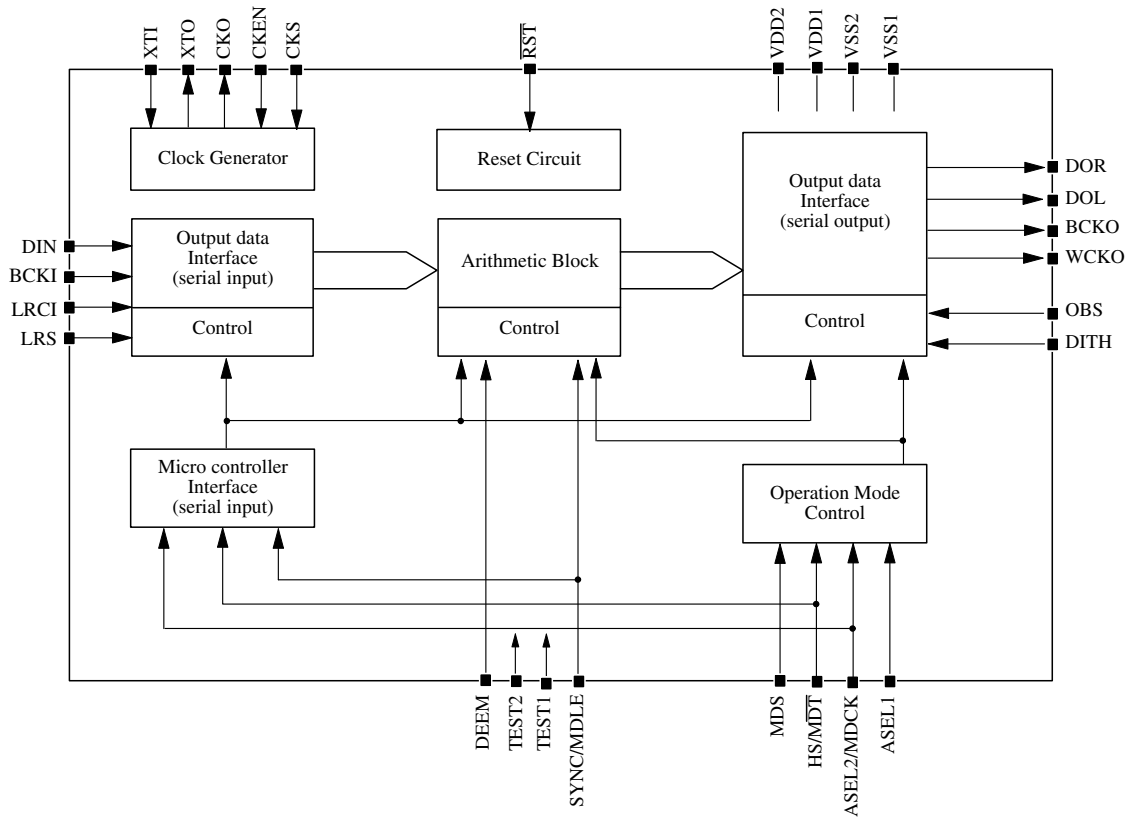 XTI
XTO
CKO
CKEN
CKS
RST
VDD2
VDD1
VSS2
VSS1
Clock Generator
Reset Circuit
Output data
Interface
(serial output)
DOR
DOL
BCKO
WCKO
DIN
BCKI
LRCI
LRS
Output data
Interface
(serial input)
Control
Arithmetic Block
Control
Control
OBS
DITH
Micro controller
Interface
(serial input)
Operation Mode
Control
DEEM
TEST2
TEST1
SYNC/MDLE
MDS
HS/MDT
ASEL2/MDCK
ASEL1